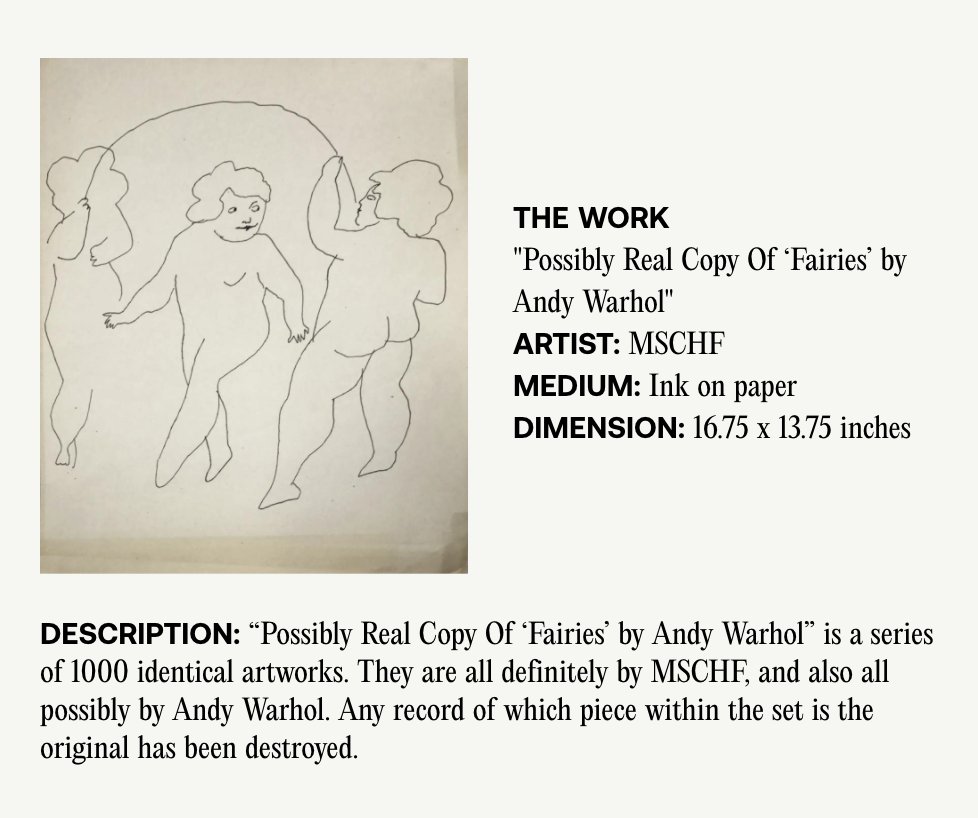 THE WORK
"Possibly Real Copy Of ‘Fairies’ by
Andy Warhol"
ARTIST: MSCHF
MEDIUM: Ink on paper
DIMENSION: 16.75 x 13.75 inches
DESCRIPTION: “Possibly Real Copy Of ‘Fairies’ by Andy Warhol” is a series
of 1000 identical artworks. They are all definitely by MSCHF, and also all
possibly by Andy Warhol. Any record of which piece within the set is the
original has been destroyed.